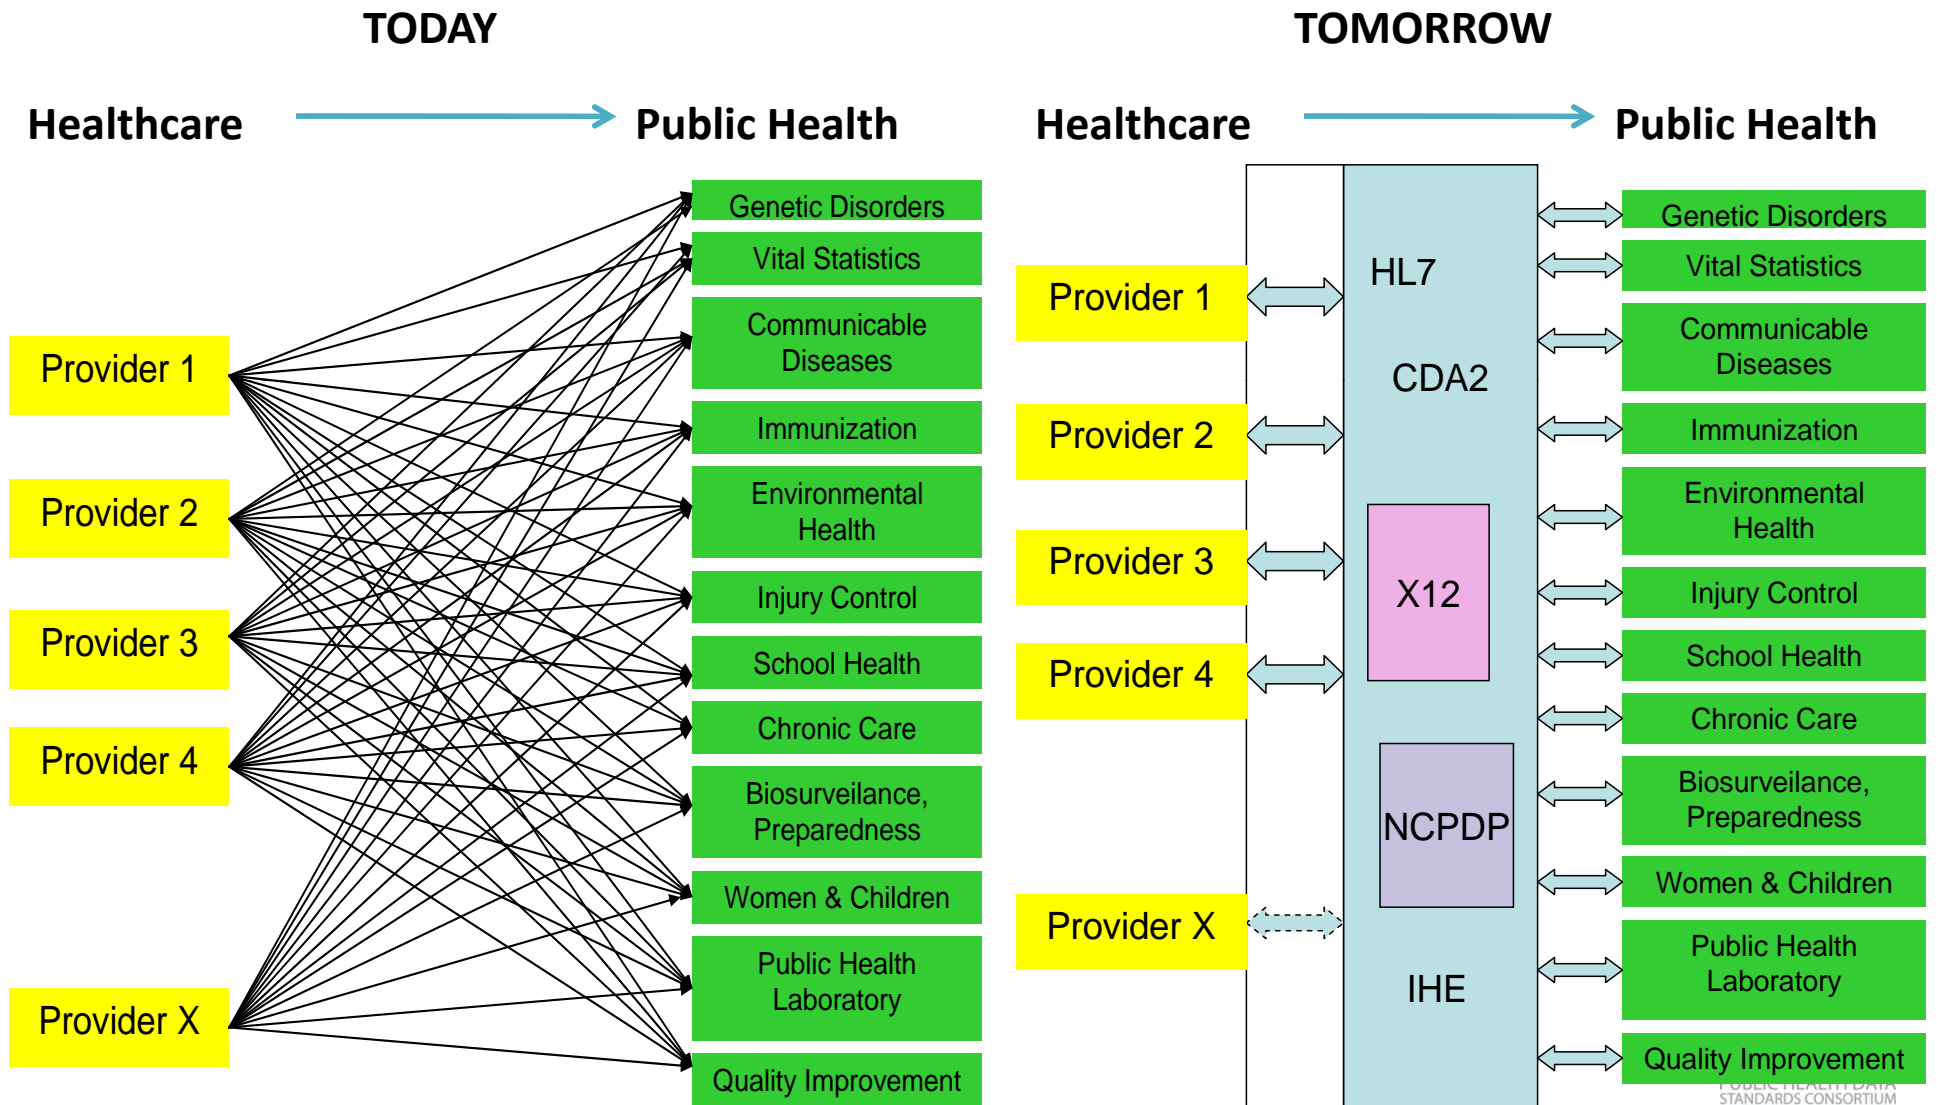 TODAY
Healthcare
Public Health
Provider 1
Provider 2
Provider 3
Provider 4
Provider X
Genetic Disorders
Vital Statistics
Communicable
Diseases
Immunization
Environmental
Health
Injury Control
School Health
Chronic Care
Biosurveilance,
Preparedness
Women & Children
Public Health
Laboratory
Quality Improvement
TOMORROW
Healthcare
Public Health
Provider 1
Provider 2
Provider 3
Provider 4
Provider X
HL7
CDA2
X12
NCPDP
IHE
Genetic Disorders
Vital Statistics
Communicable
Diseases
Immunization
Environmental
Health
Injury Control
School Health
Chronic Care
Biosurveilance,
Preparedness
Women & Children
Public Health
Laboratory
Quality Improvement
PUBLIC HEALTH DATA
STANDARDS CONSORTIUM